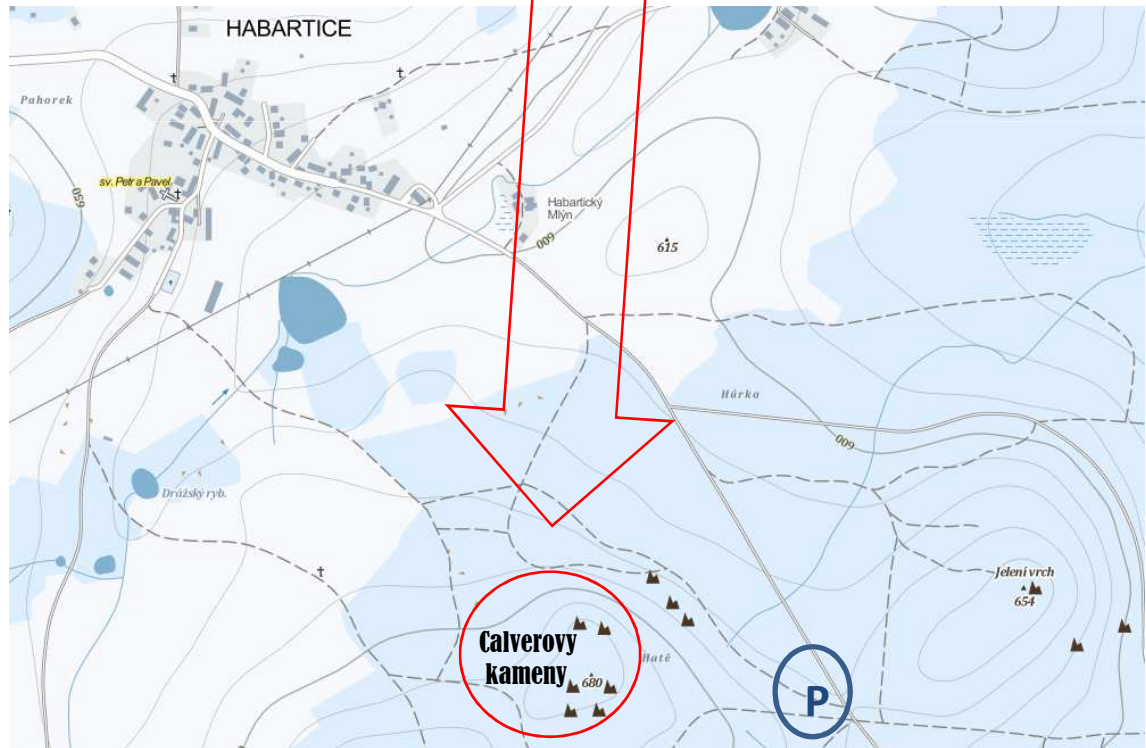 HABARTICE
Pahorek
sv. Petr a Pavel
650
Habartický
Mlýn
600
615
Hůrka
600
Drážský ryb.
Jelení vrch
654
Calverovy
kameny
Hatě
680
P